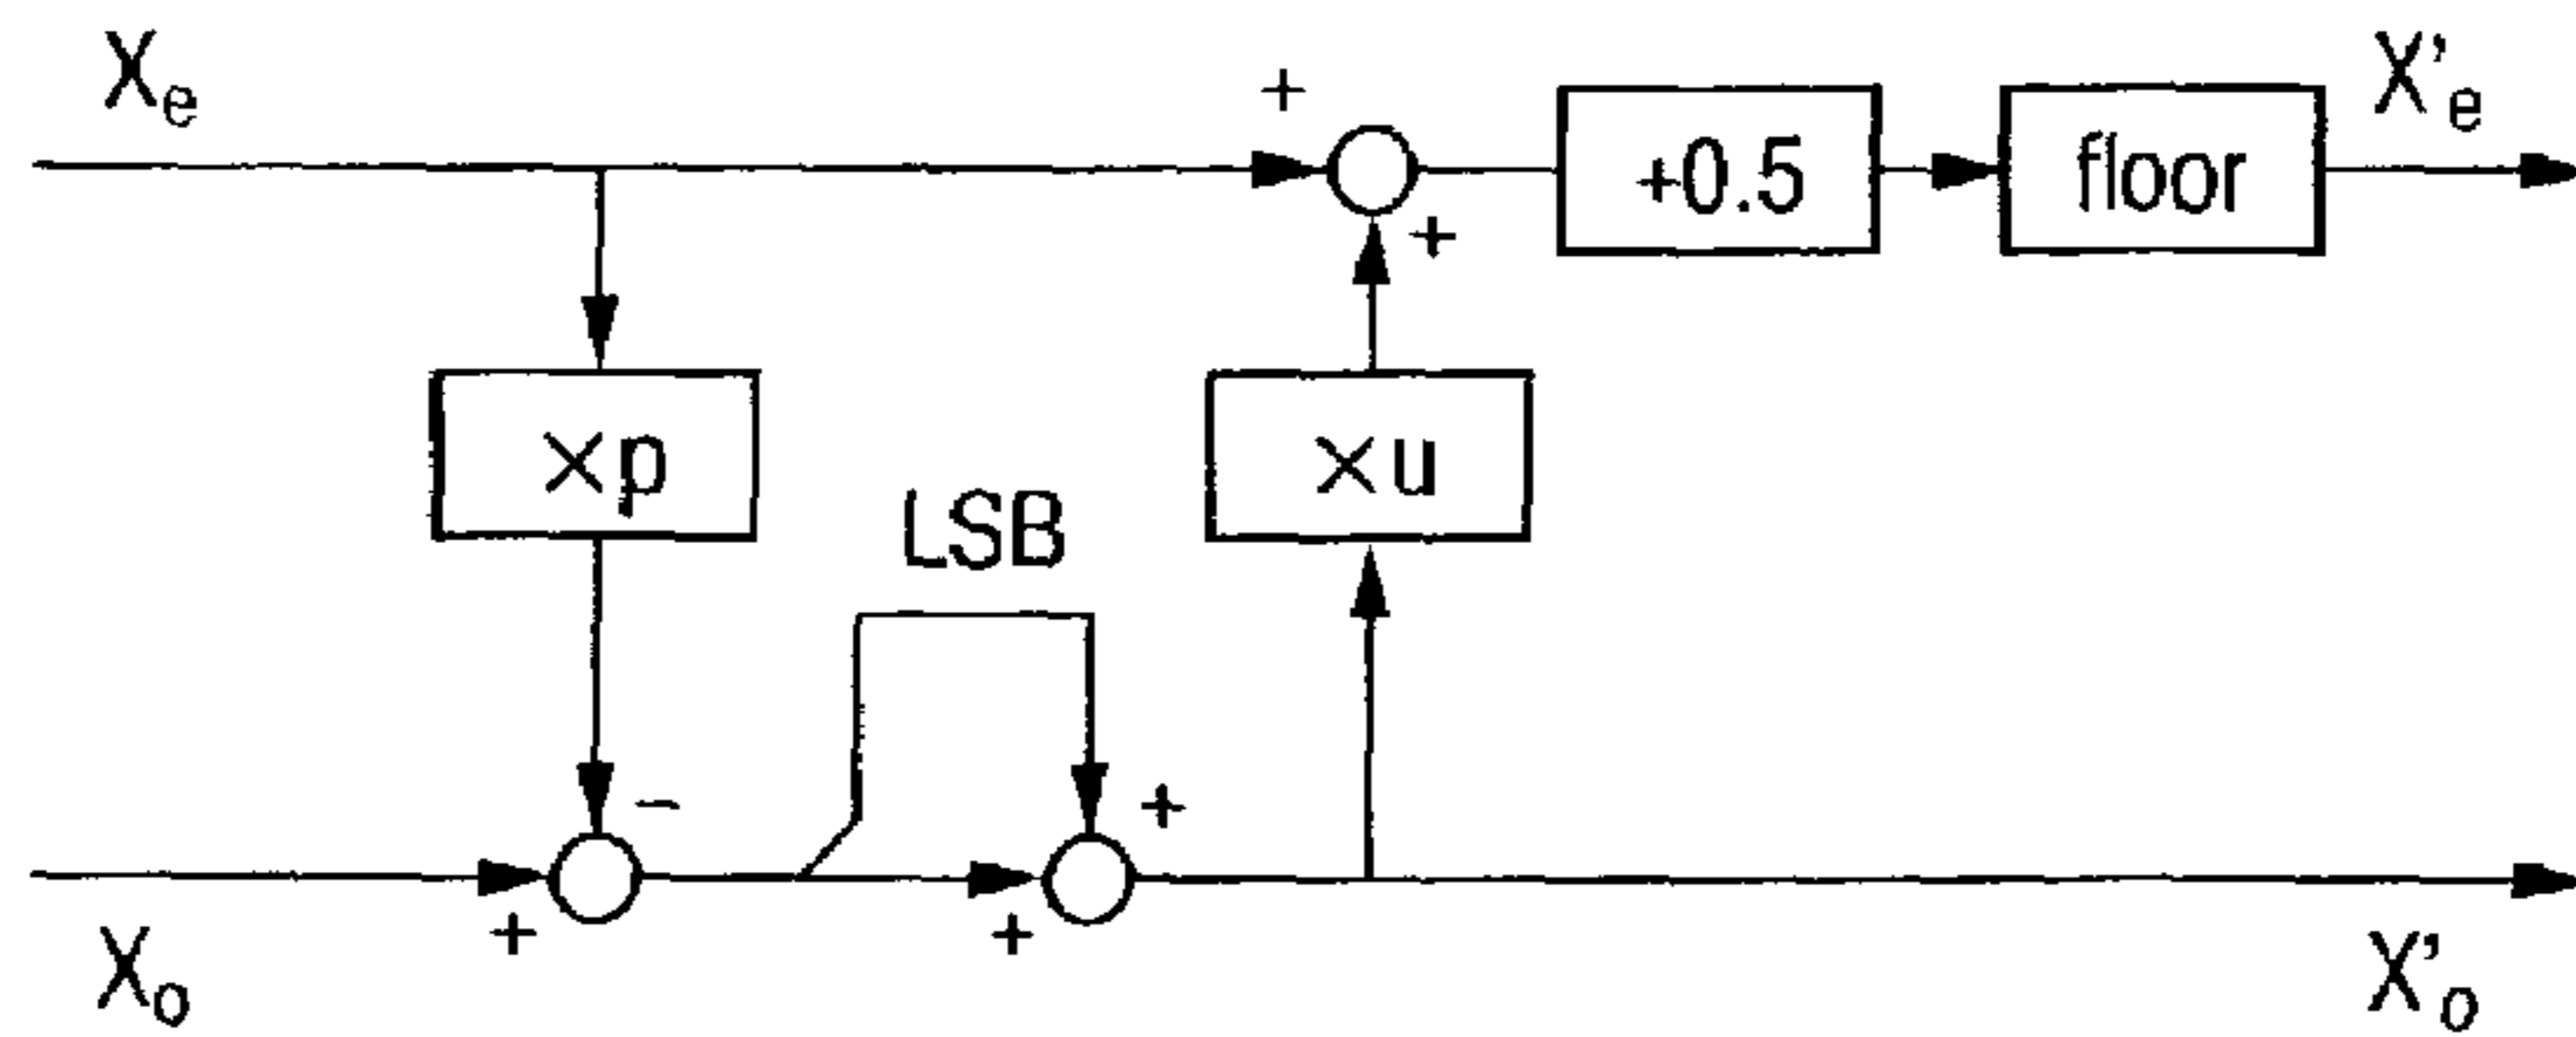 Xe
+
+0.5
floor
X'e
+
×p
×u
LSB
−
+
+
+
Xo
X'o